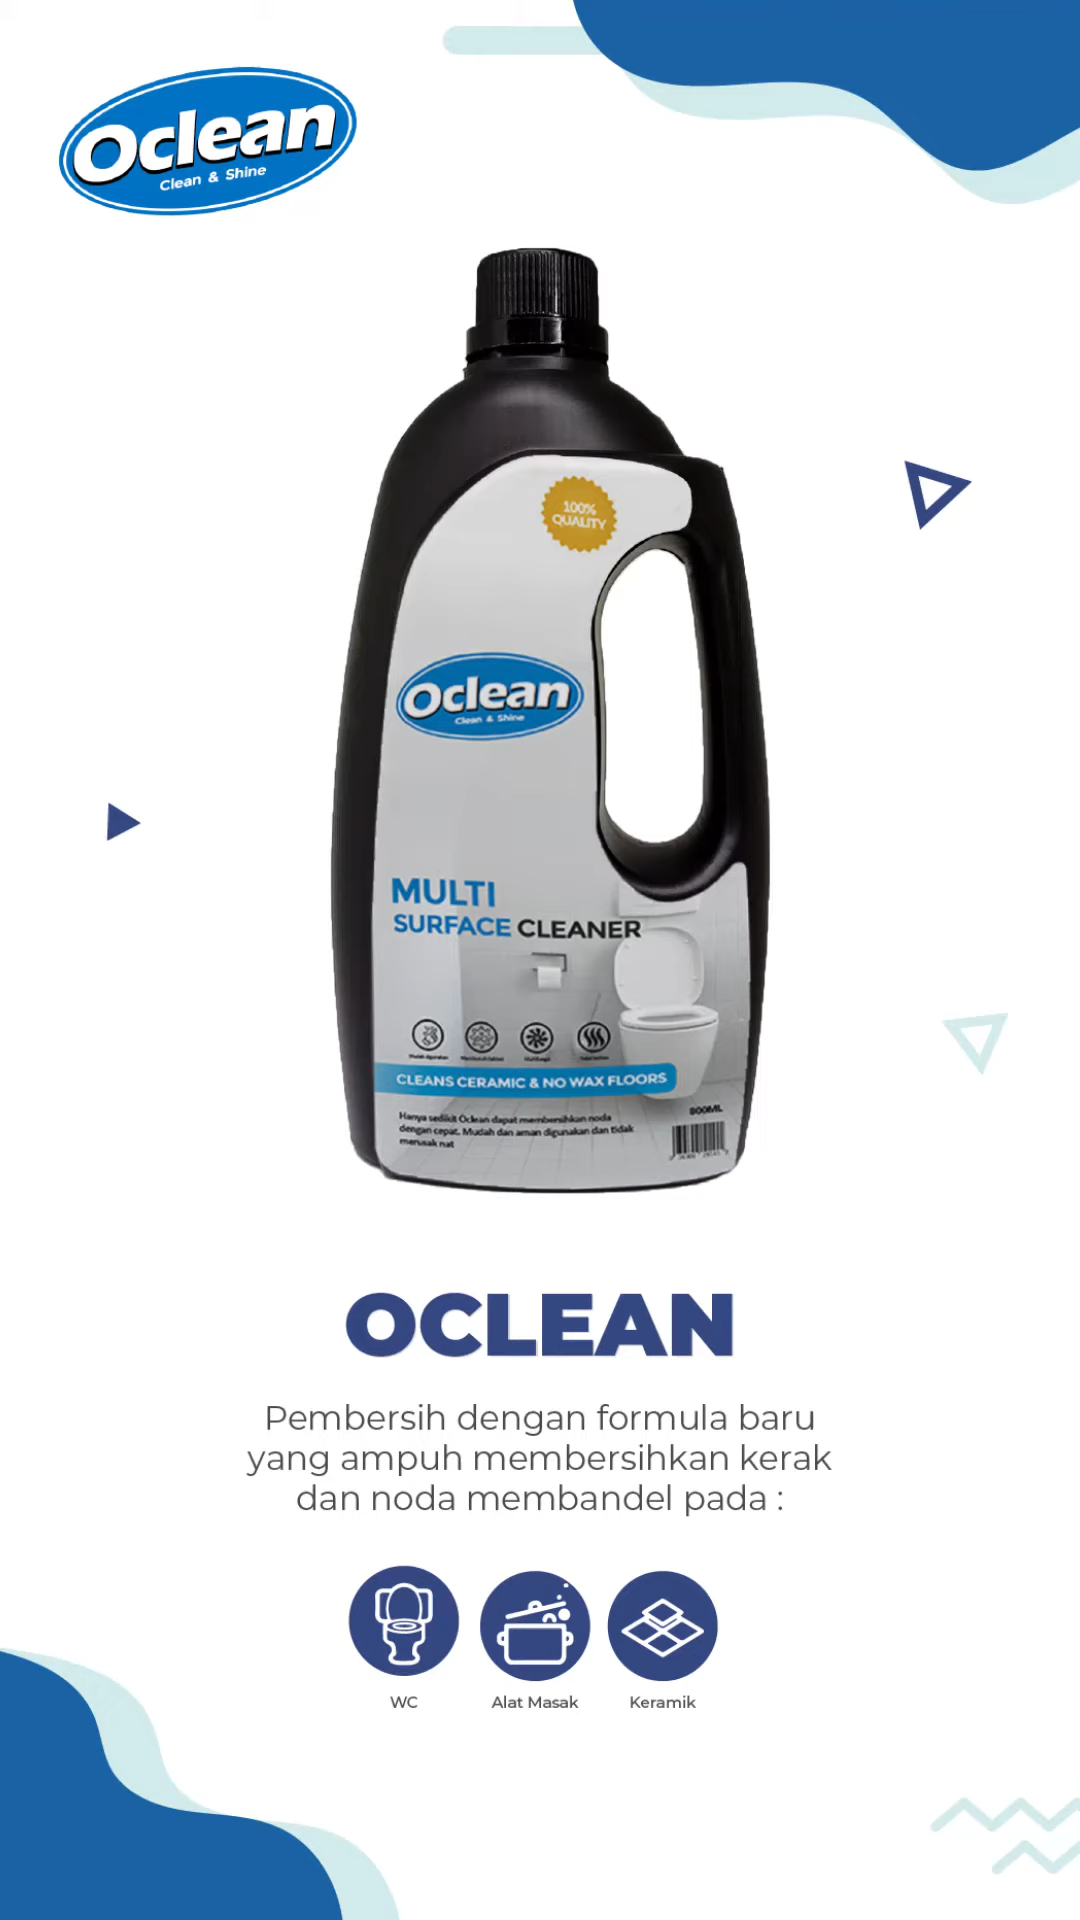 Oclean
Clean & Shine
100%
QUALITY
Oclean
Clean & Shine
MULTI
SURFACE CLEANER
CLEANS CERAMIC & NO WAX FLOORS
800ML
Hanya sedikit Oclean dapat membersihkan noda
dengan cepat. Mudah dan aman digunakan dan tidak
merusak nat
OCLEAN
Pembersih dengan formula baru
yang ampuh membersihkan kerak
dan noda membandel pada :
WC
Alat Masak
Keramik